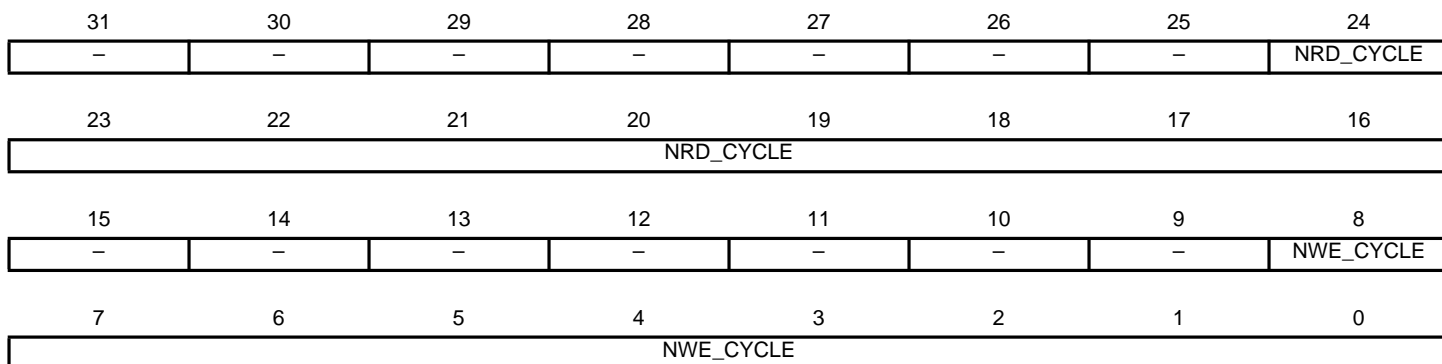 31 30 29 28 27 26 25 24
– – – – – – – NRD_CYCLE
23 22 21 20 19 18 17 16
NRD_CYCLE
15 14 13 12 11 10 9 8
– – – – – – – NWE_CYCLE
7 6 5 4 3 2 1 0
NWE_CYCLE